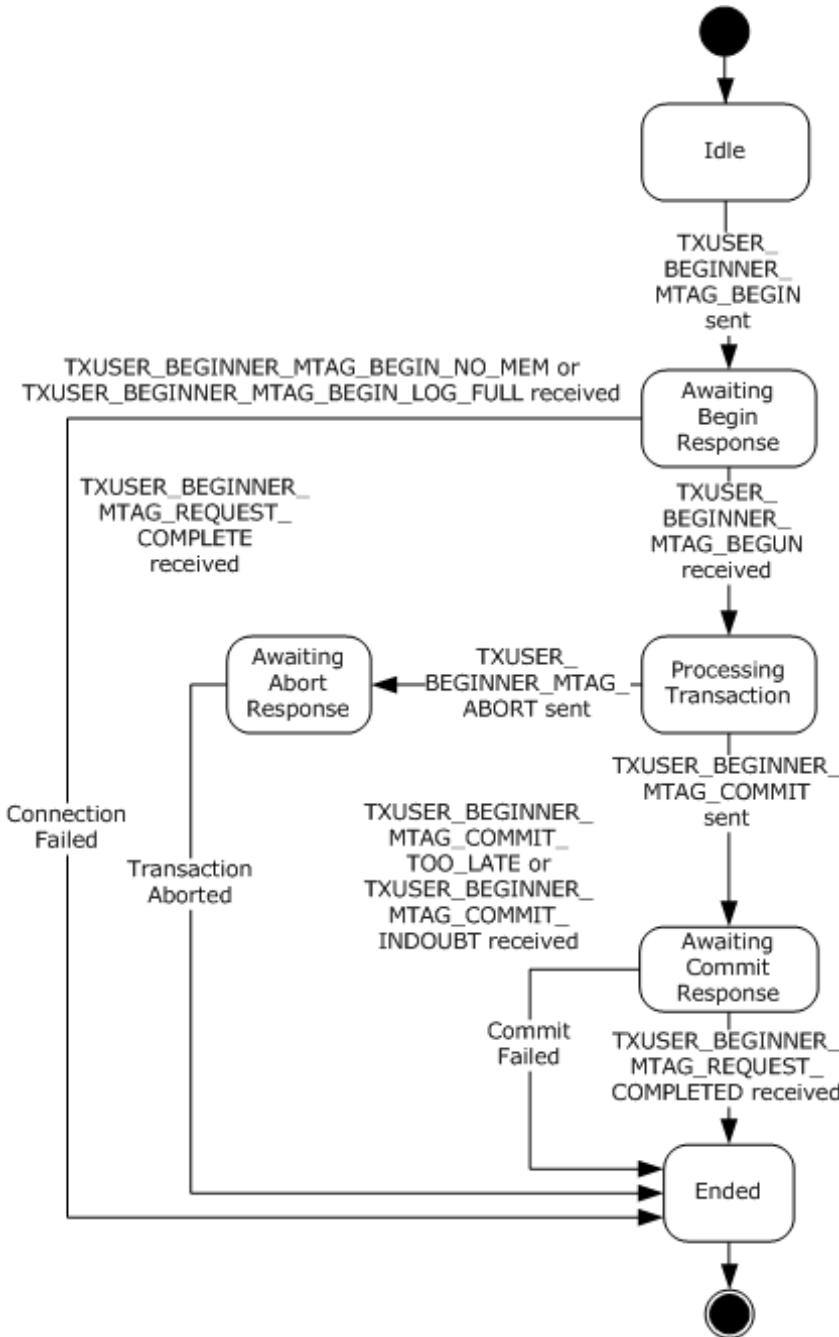 Idle
TXUSER_
BEGINNER_
MTAG_BEGIN
sent
TXUSER_BEGINNER_MTAG_BEGIN_NO_MEM or
TXUSER_BEGINNER_MTAG_BEGIN_LOG_FULL received
Awaiting
Begin
Response
TXUSER_BEGINNER_
MTAG_REQUEST_
COMPLETE
received
TXUSER_
BEGINNER_
MTAG_BEGUN
received
Awaiting
Abort
Response
TXUSER_
BEGINNER_MTAG_
ABORT sent
Processing
Transaction
TXUSER_BEGINNER_
MTAG_COMMIT
sent
Connection
Failed
Transaction
Aborted
TXUSER_BEGINNER_
MTAG_COMMIT_
TOO_LATE or
TXUSER_BEGINNER_
MTAG_COMMIT_
INDOUBT received
Awaiting
Commit
Response
Commit
Failed
TXUSER_BEGINNER_
MTAG_REQUEST_
COMPLETED received
Ended